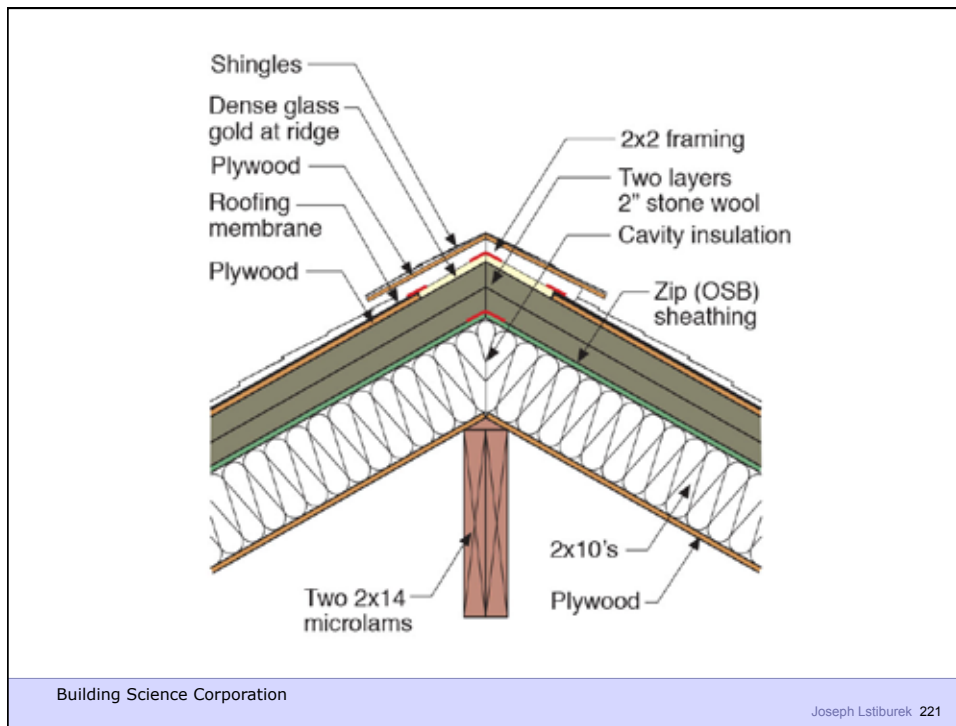 Shingles
Dense glass
gold at ridge
Plywood
Roofing
membrane
Plywood
2x2 framing
Two layers
2” stone wool
Cavity insulation
Zip (OSB)
sheathing
2x10's
Plywood
Two 2x14
microlams
Building Science Corporation
Joseph Lstiburek 221